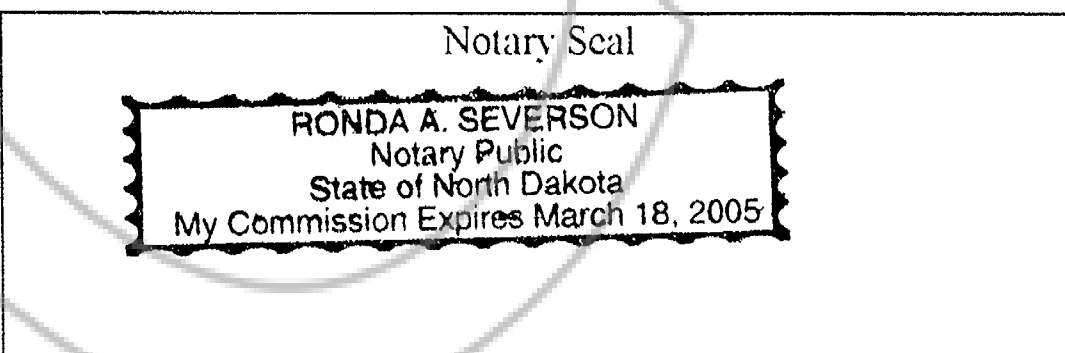 Notary Seal
RONDA A. SEVERSON
Notary Public
State of North Dakota
My Commission Expires March 18, 2005